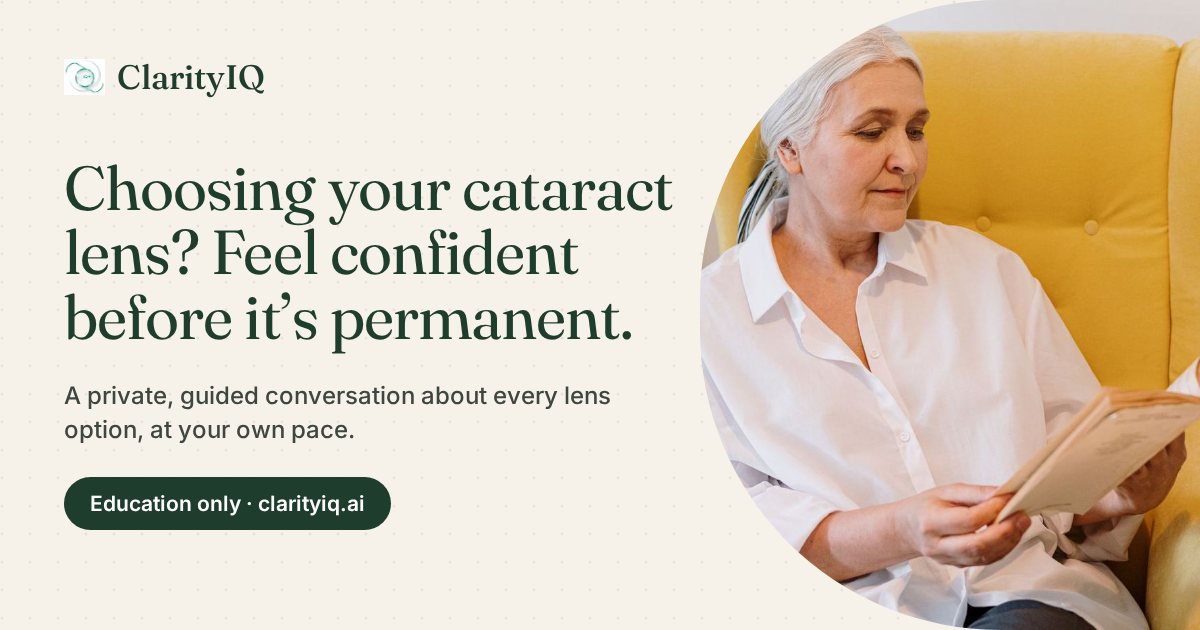 ClarityIQ
Choosing your cataract
lens? Feel confident
before it’s permanent.
A private, guided conversation about every lens
option, at your own pace.
Education only · clarityiq.ai